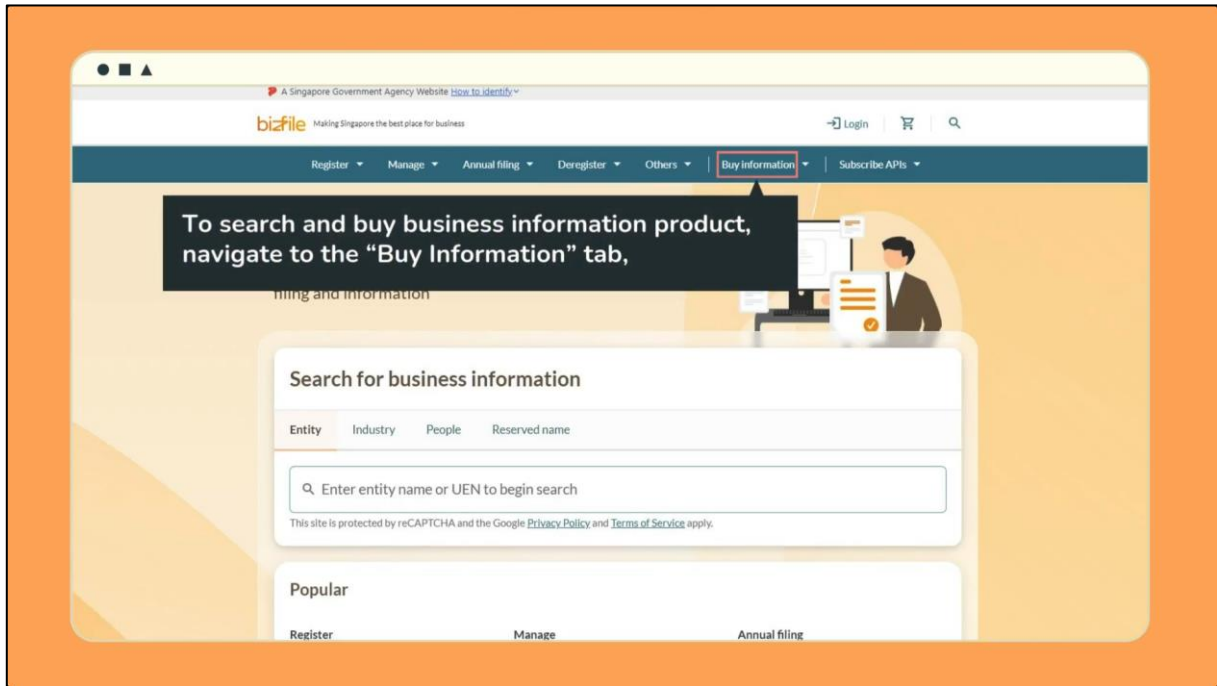 A Singapore Government Agency Website How to identify
bizfile Making Singapore the best place for business
Login
Register Manage Annual filing Deregister Others Buy information Subscribe APIs
To search and buy business information product,
navigate to the “Buy Information” tab,
filing and information
Search for business information
Entity Industry People Reserved name
Enter entity name or UEN to begin search
This site is protected by reCAPTCHA and the Google Privacy Policy and Terms of Service apply.
Popular
Register Manage Annual filing